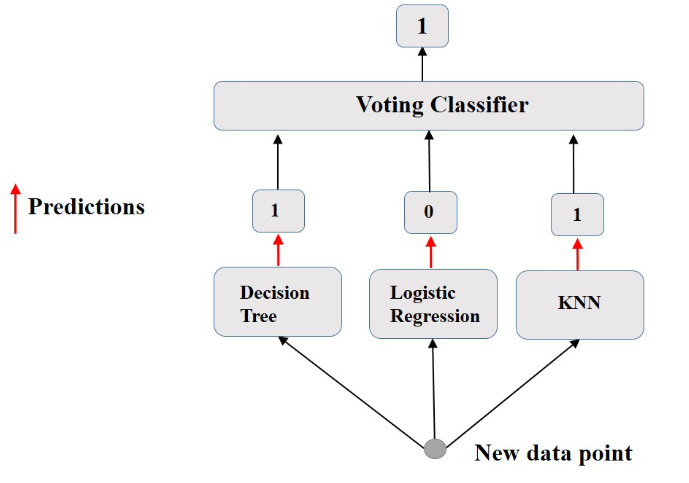 1
Voting Classifier
Predictions
1
0
1
Decision
Tree
Logistic
Regression
KNN
New data point